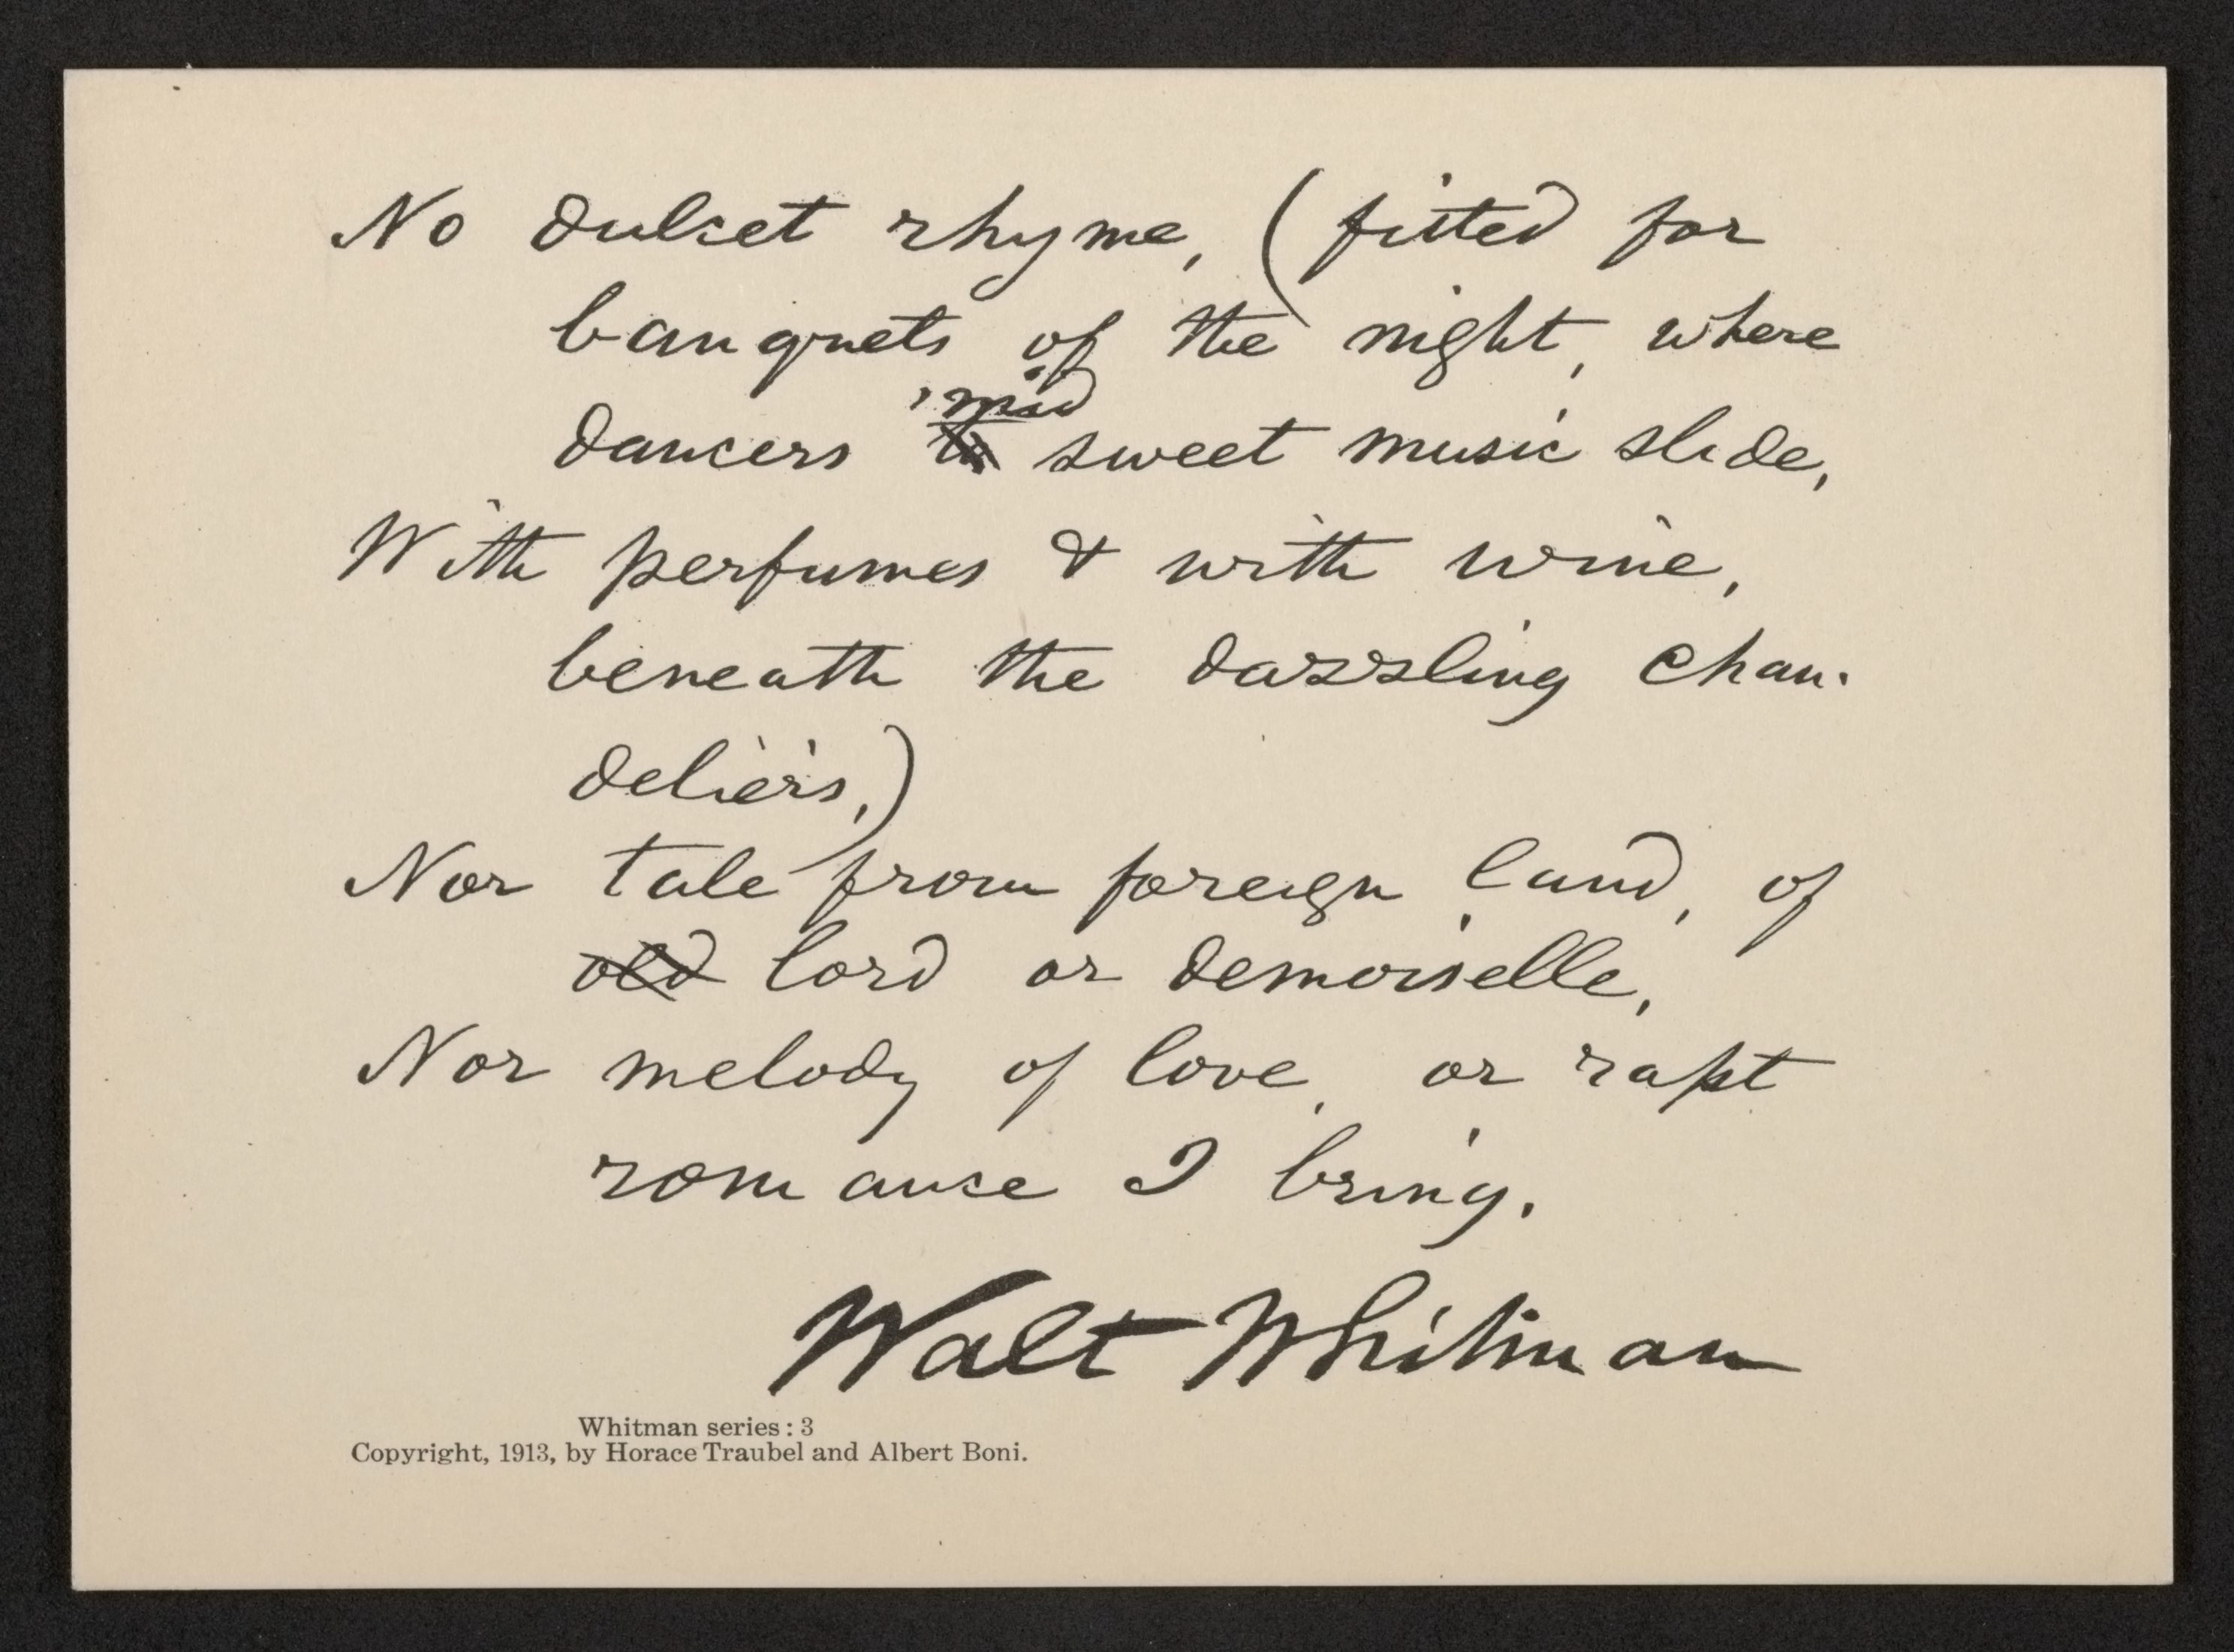 No dulset rhyme, (fitted for
banquets of the night, where
dancers 'mid sweet music slide,
With perfumes & with wine,
beneath the dazzling chan-
deliers,)
Nor tale from foreign land, of
old lord or demoiselle,
Nor melody of love, or rapt
romance I bring.
Walt Whitman
Whitman series: 3
Copyright, 1913, by Horace Traubel and Albert Boni.